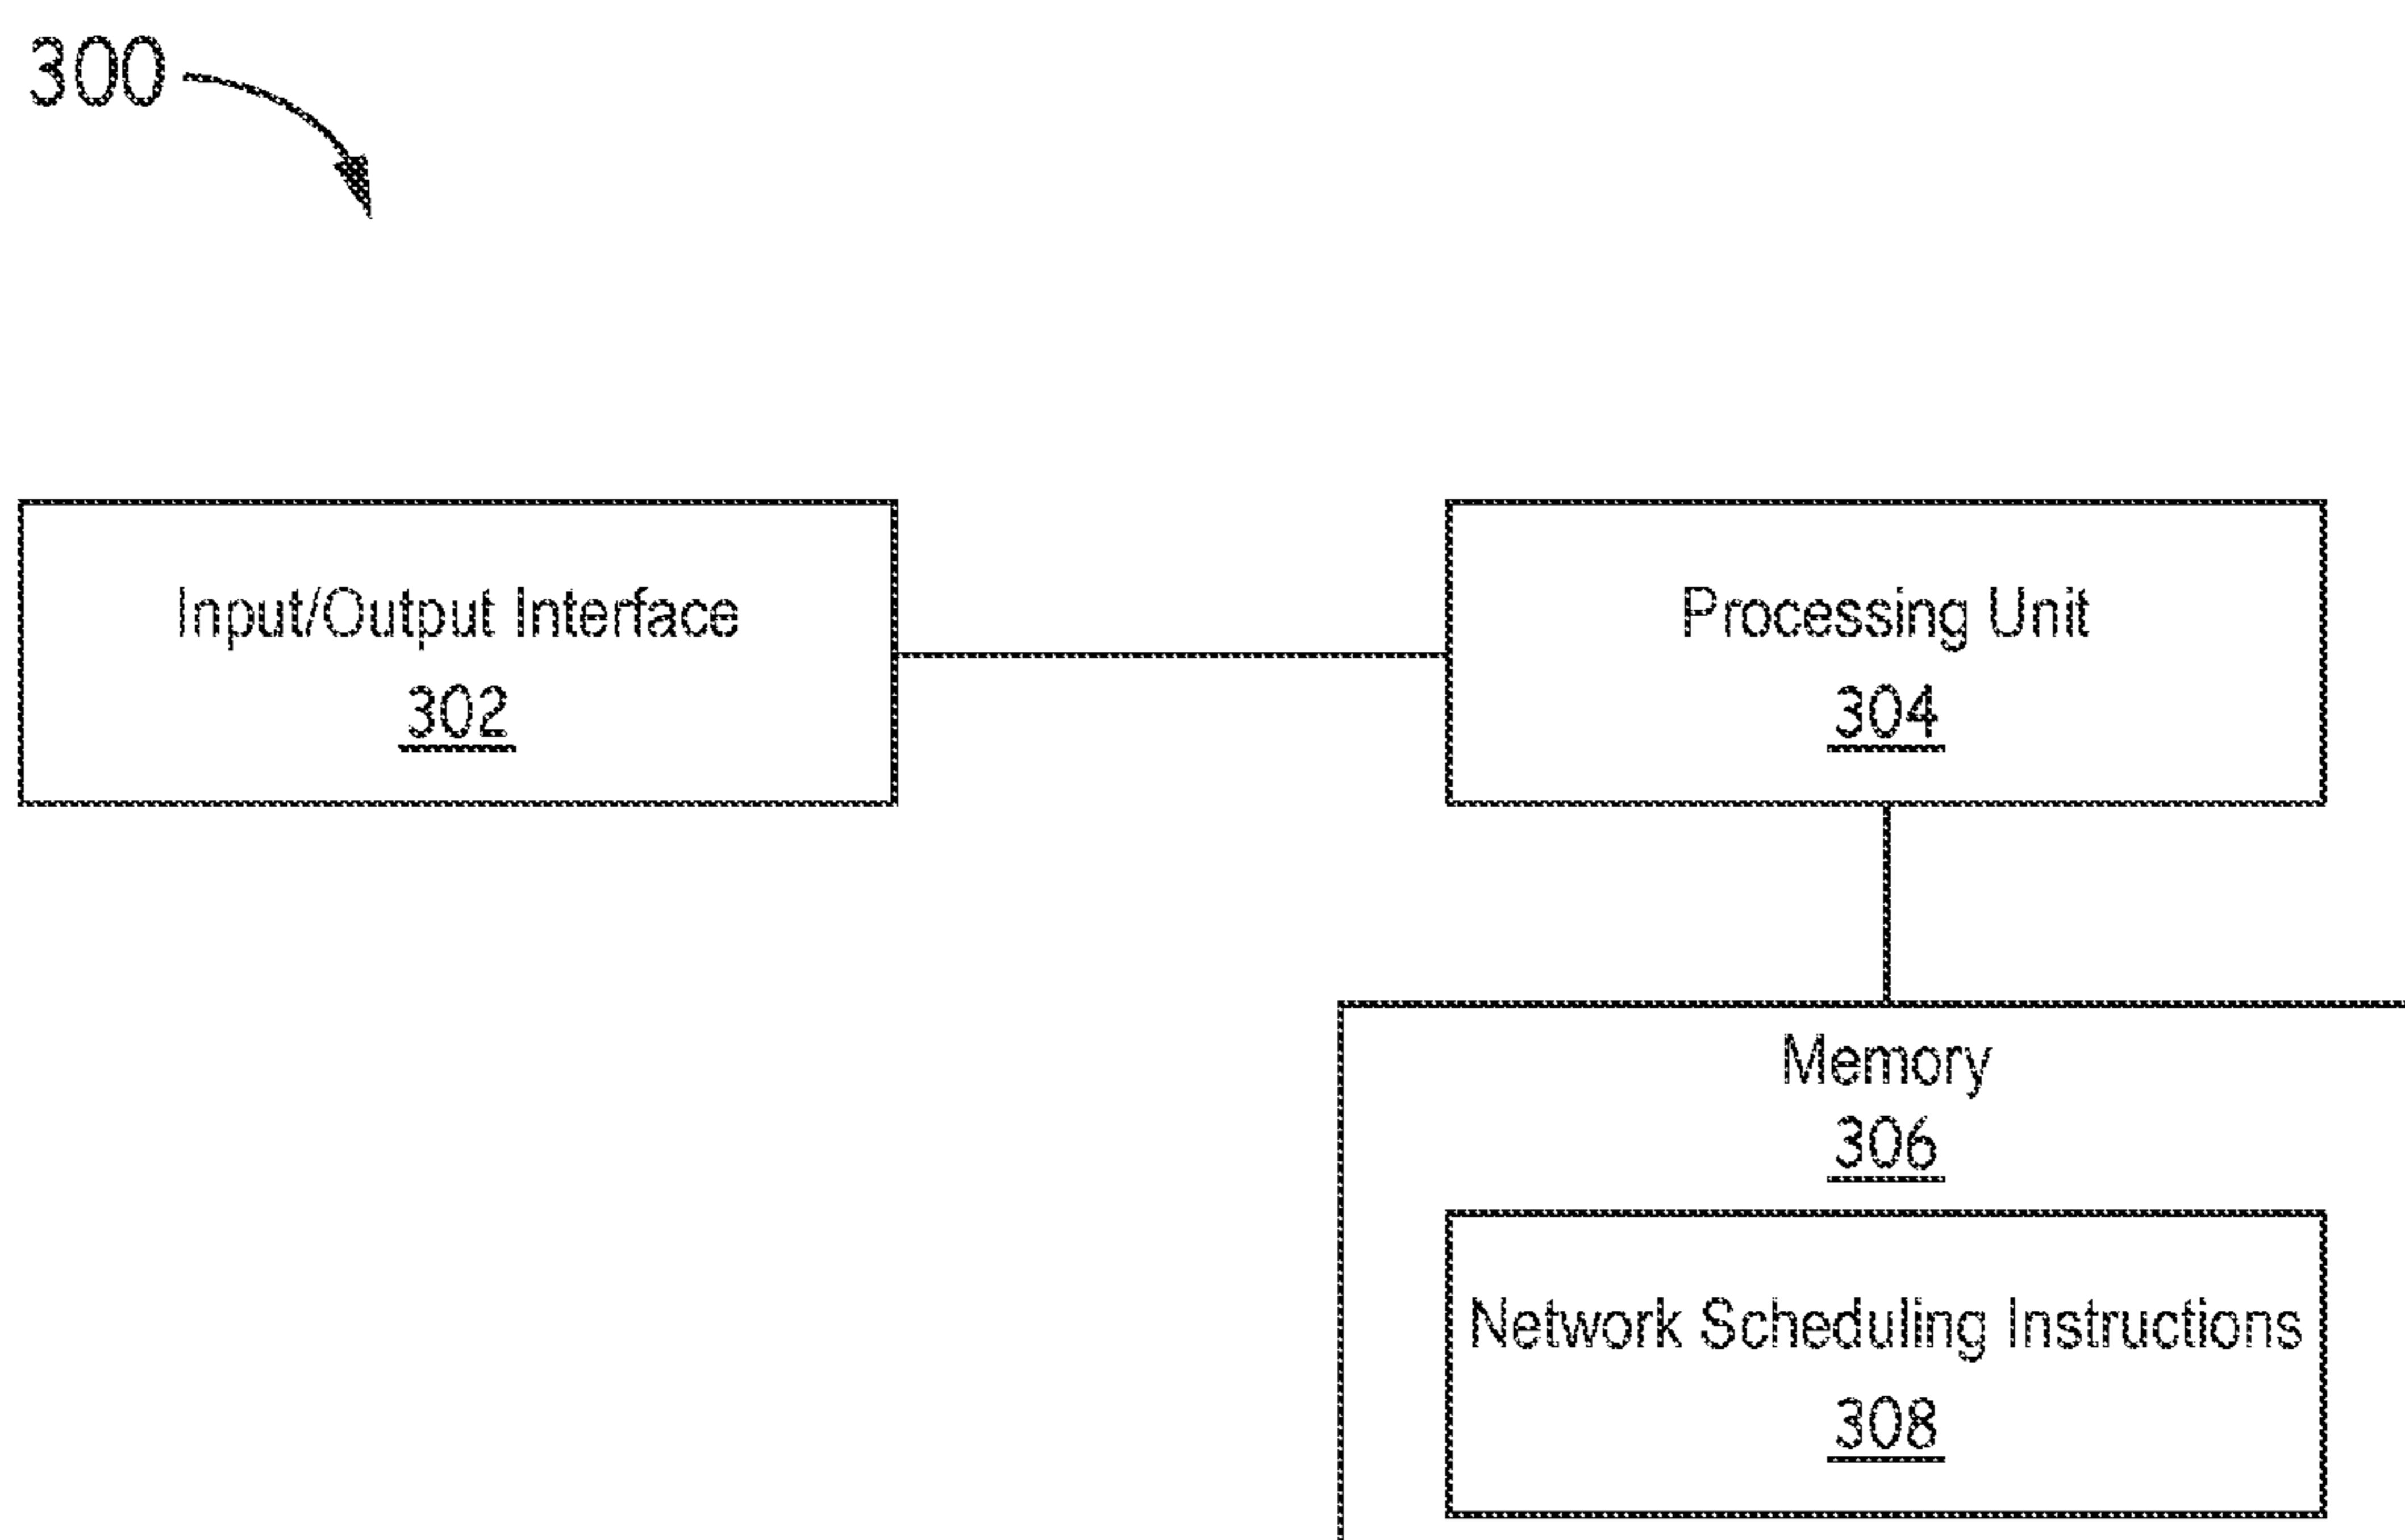 300
Input/Output Interface
302
Processing Unit
304
Memory
306
Network Scheduling Instructions
308